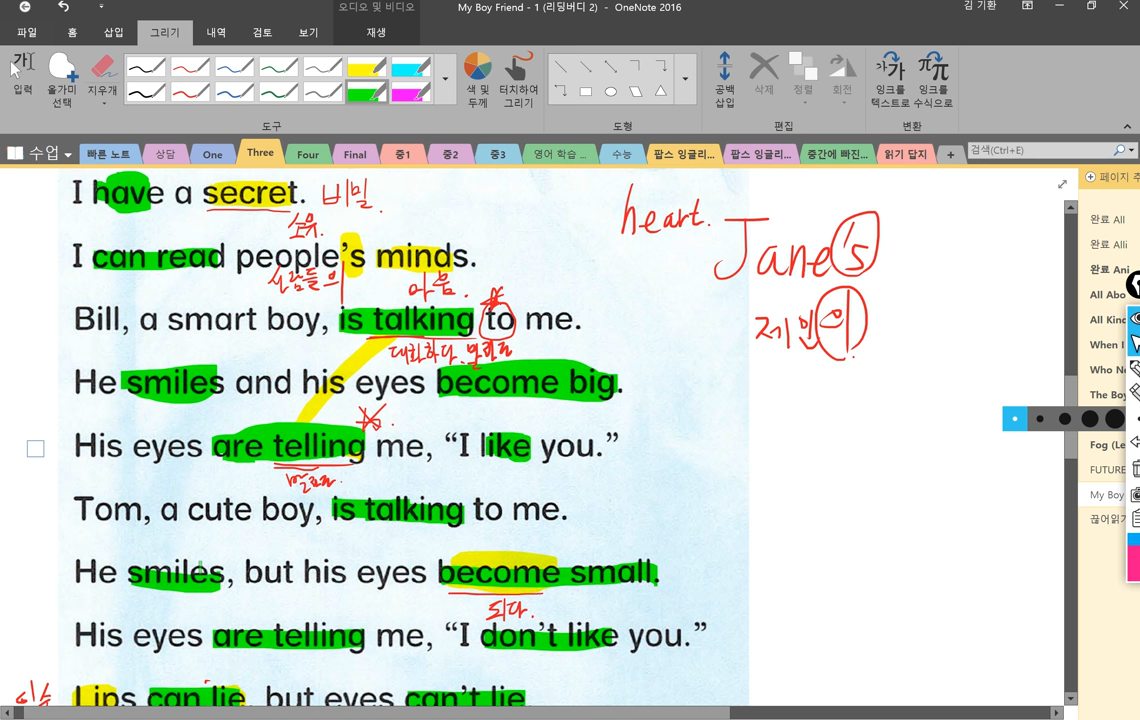 오디오 및 비디오
My Boy Friend - 1 (리딩버디 2) - OneNote 2016
김 기환
파일 홈 삽입 그리기 내역 검토 보기 재생
입력 올가미 선택 지우개 색 및 두께 터치하여 그리기 공백 삽입 삭제 정렬 회전 잉크를 텍스트로 잉크를 수식으로
도구 도형 편집 변환
수업 빠른 노트 상담 One Three Four Final 중1 중2 중3 영어 학습 ... 수능 팝스 잉글리... 팝스 잉글리... 중간에 빠진... 읽기 답지 + 검색(Ctrl+E)
페이지 추
I have a secret. 비밀.
소유.
heart.
Jane's
I can read people's minds.
사람들의 마음.
Bill, a smart boy, is talking to me.
제인의
대화하다. 말하고
He smiles and his eyes become big.
His eyes are telling me, “I like you.”
Tom, a cute boy, is talking to me.
He smiles, but his eyes become small.
되다.
His eyes are telling me, “I don't like you.”
Lips can lie, but eyes can't lie
완료 All
완료 Alli
완료 Ani
All Abo
All Kind
When I
Who Ne
The Boy
Fog (Le
FUTURE
My Boy
끊어읽기